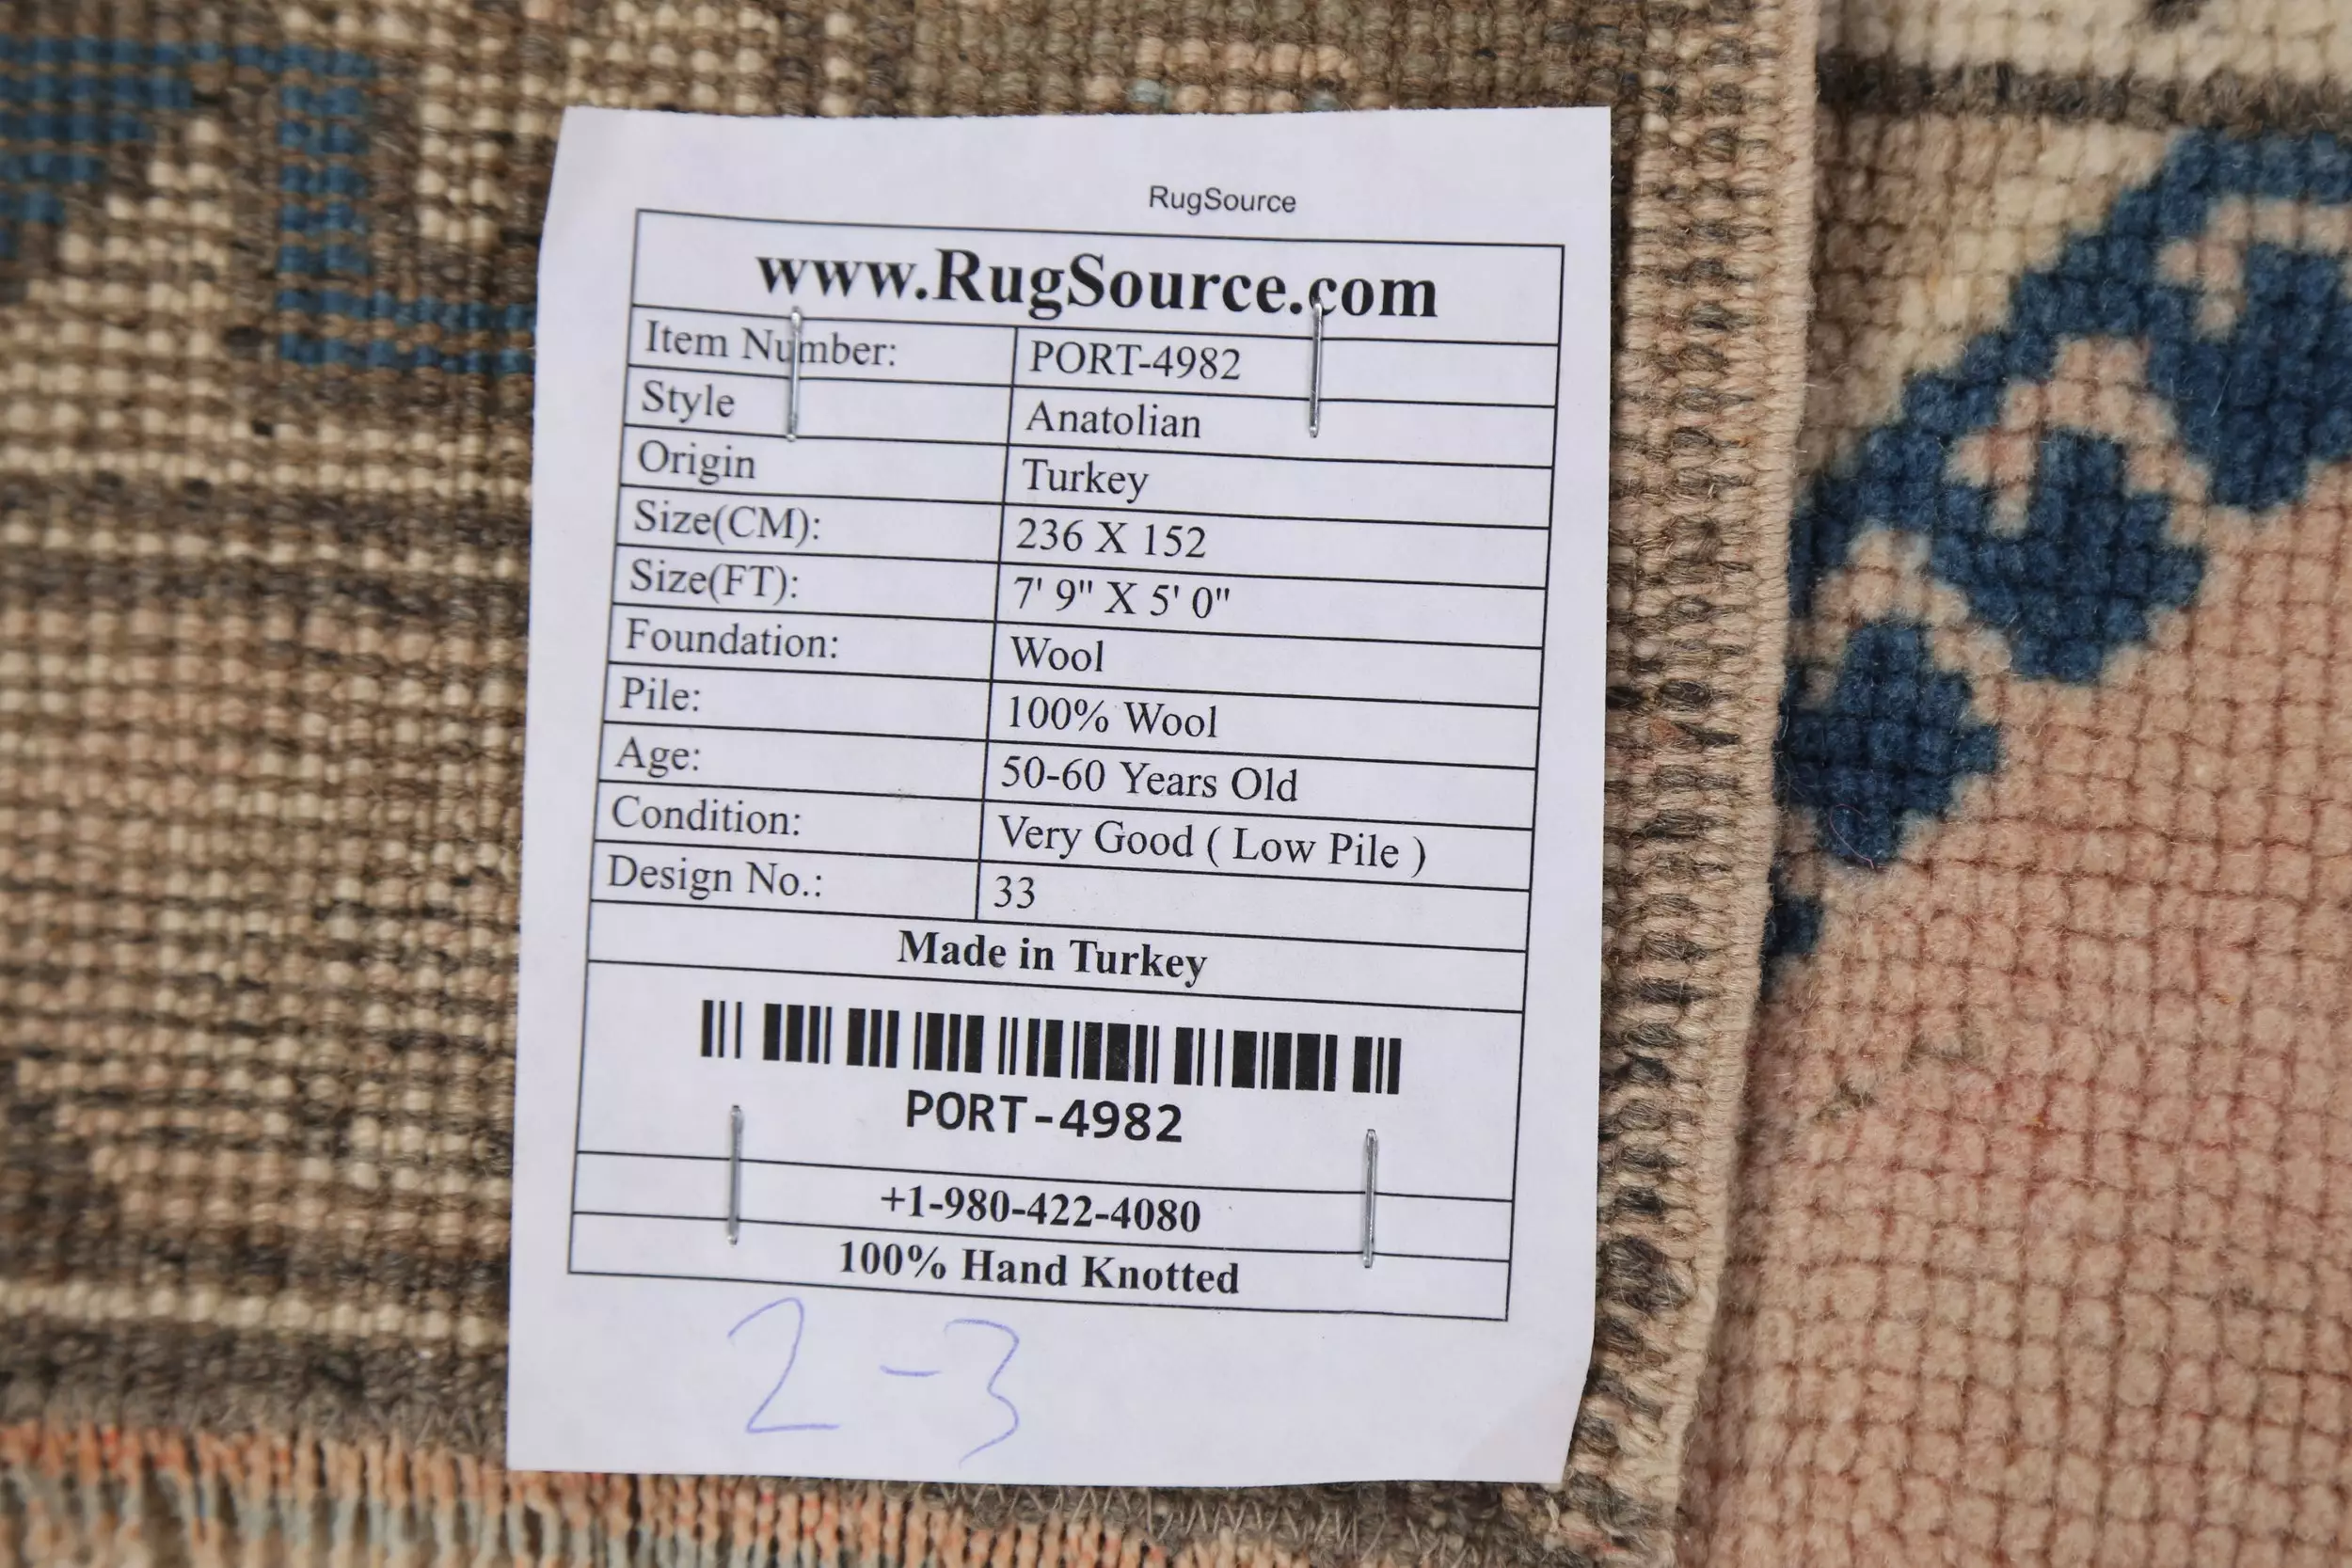 RugSource
www.RugSource.com
Item Number: PORT-4982
Style Anatolian
Origin Turkey
Size(CM): 236 X 152
Size(FT): 7' 9" X 5' 0"
Foundation: Wool
Pile: 100% Wool
Age: 50-60 Years Old
Condition: Very Good ( Low Pile )
Design No.: 33
Made in Turkey
PORT-4982
+1-980-422-4080
100% Hand Knotted
2-3